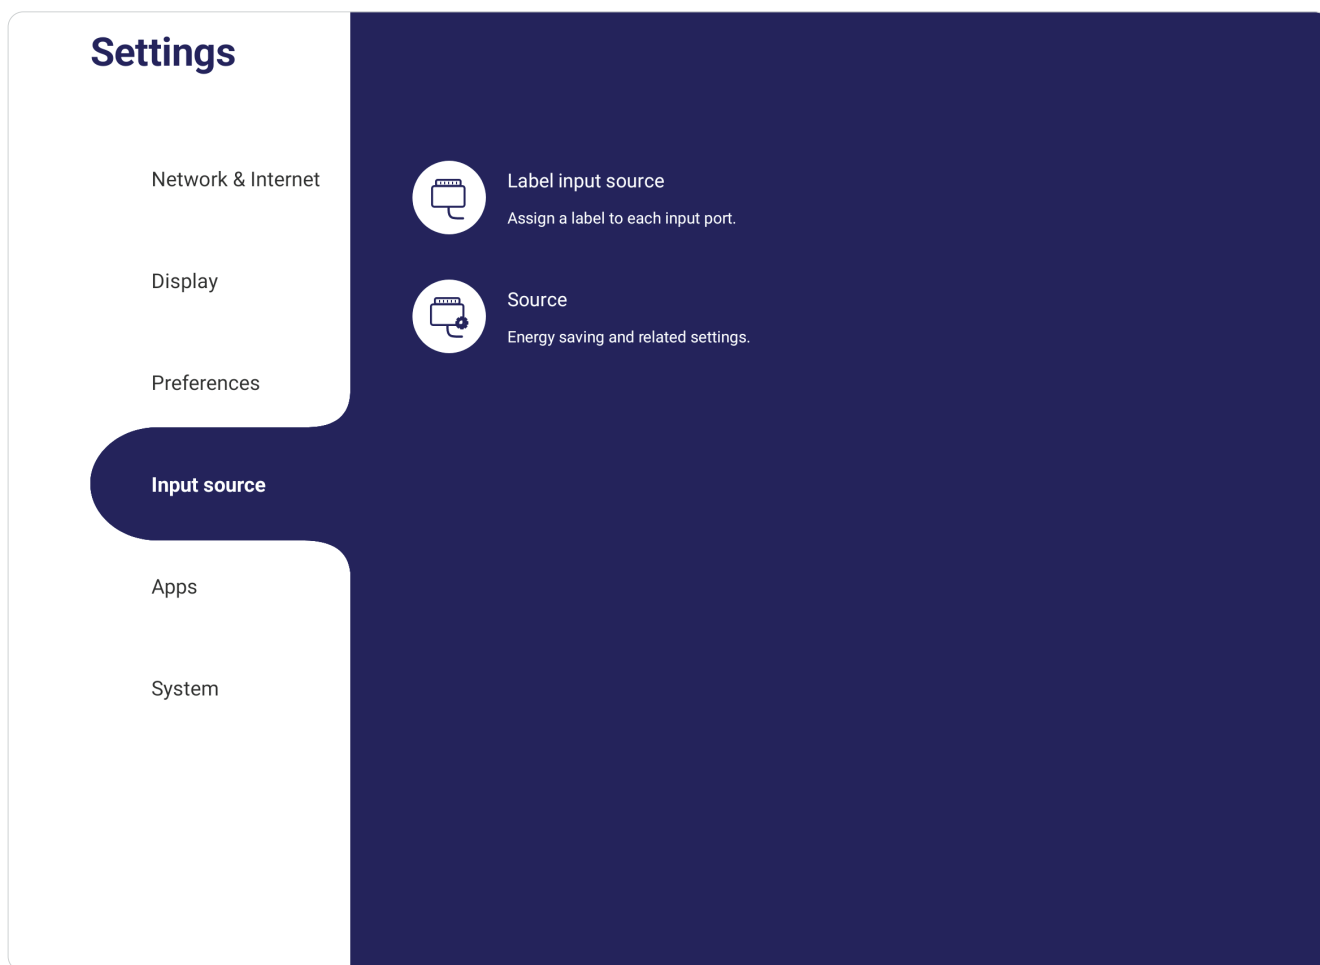 Settings
Network & Internet
Display
Preferences
Input source
Apps
System
Label input source
Assign a label to each input port.
Source
Energy saving and related settings.